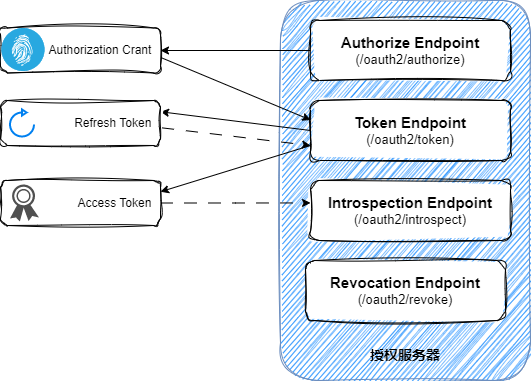 Authorization Crant
Refresh Token
Access Token
Authorize Endpoint
(/oauth2/authorize)
Token Endpoint
(/oauth2/token)
Introspection Endpoint
(/oauth2/introspect)
Revocation Endpoint
(/oauth2/revoke)
授权服务器